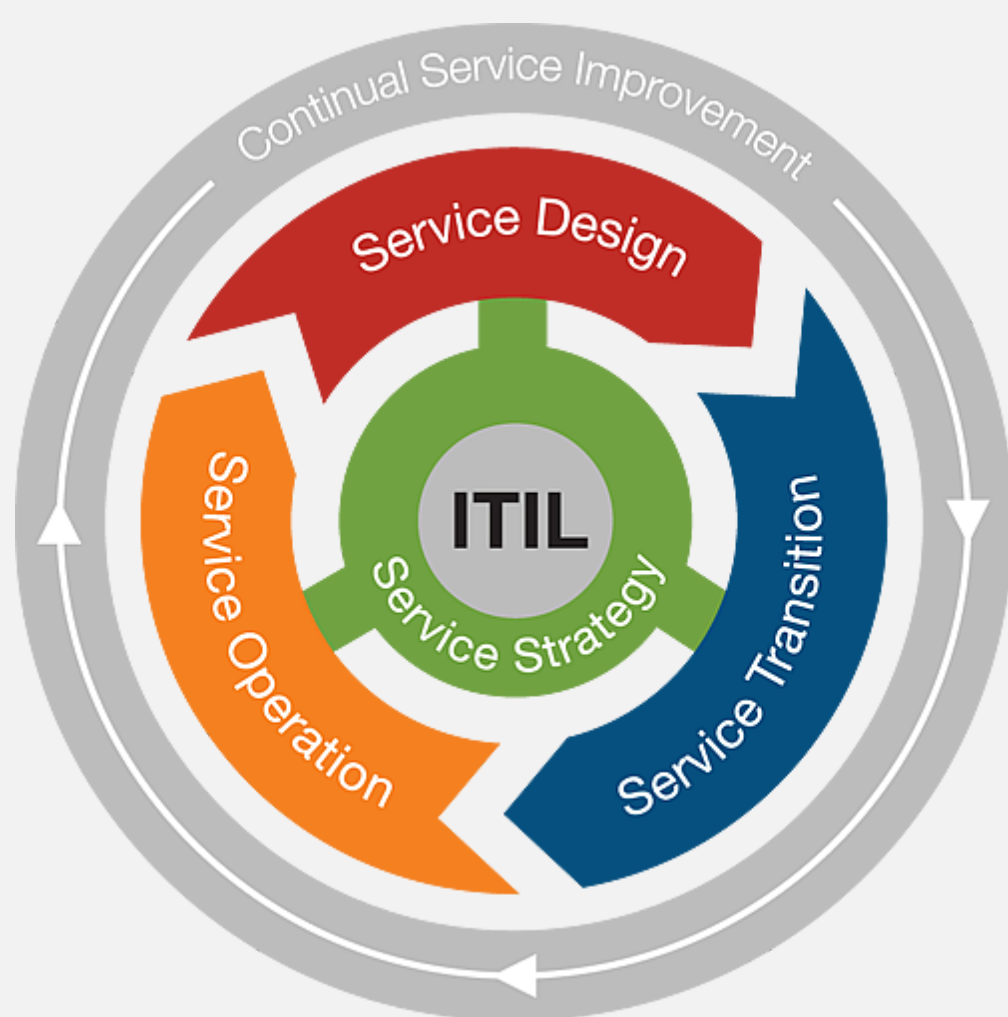 Continual Service Improvement
Service Design
Service Transition
Service Operation
Service Strategy
ITIL